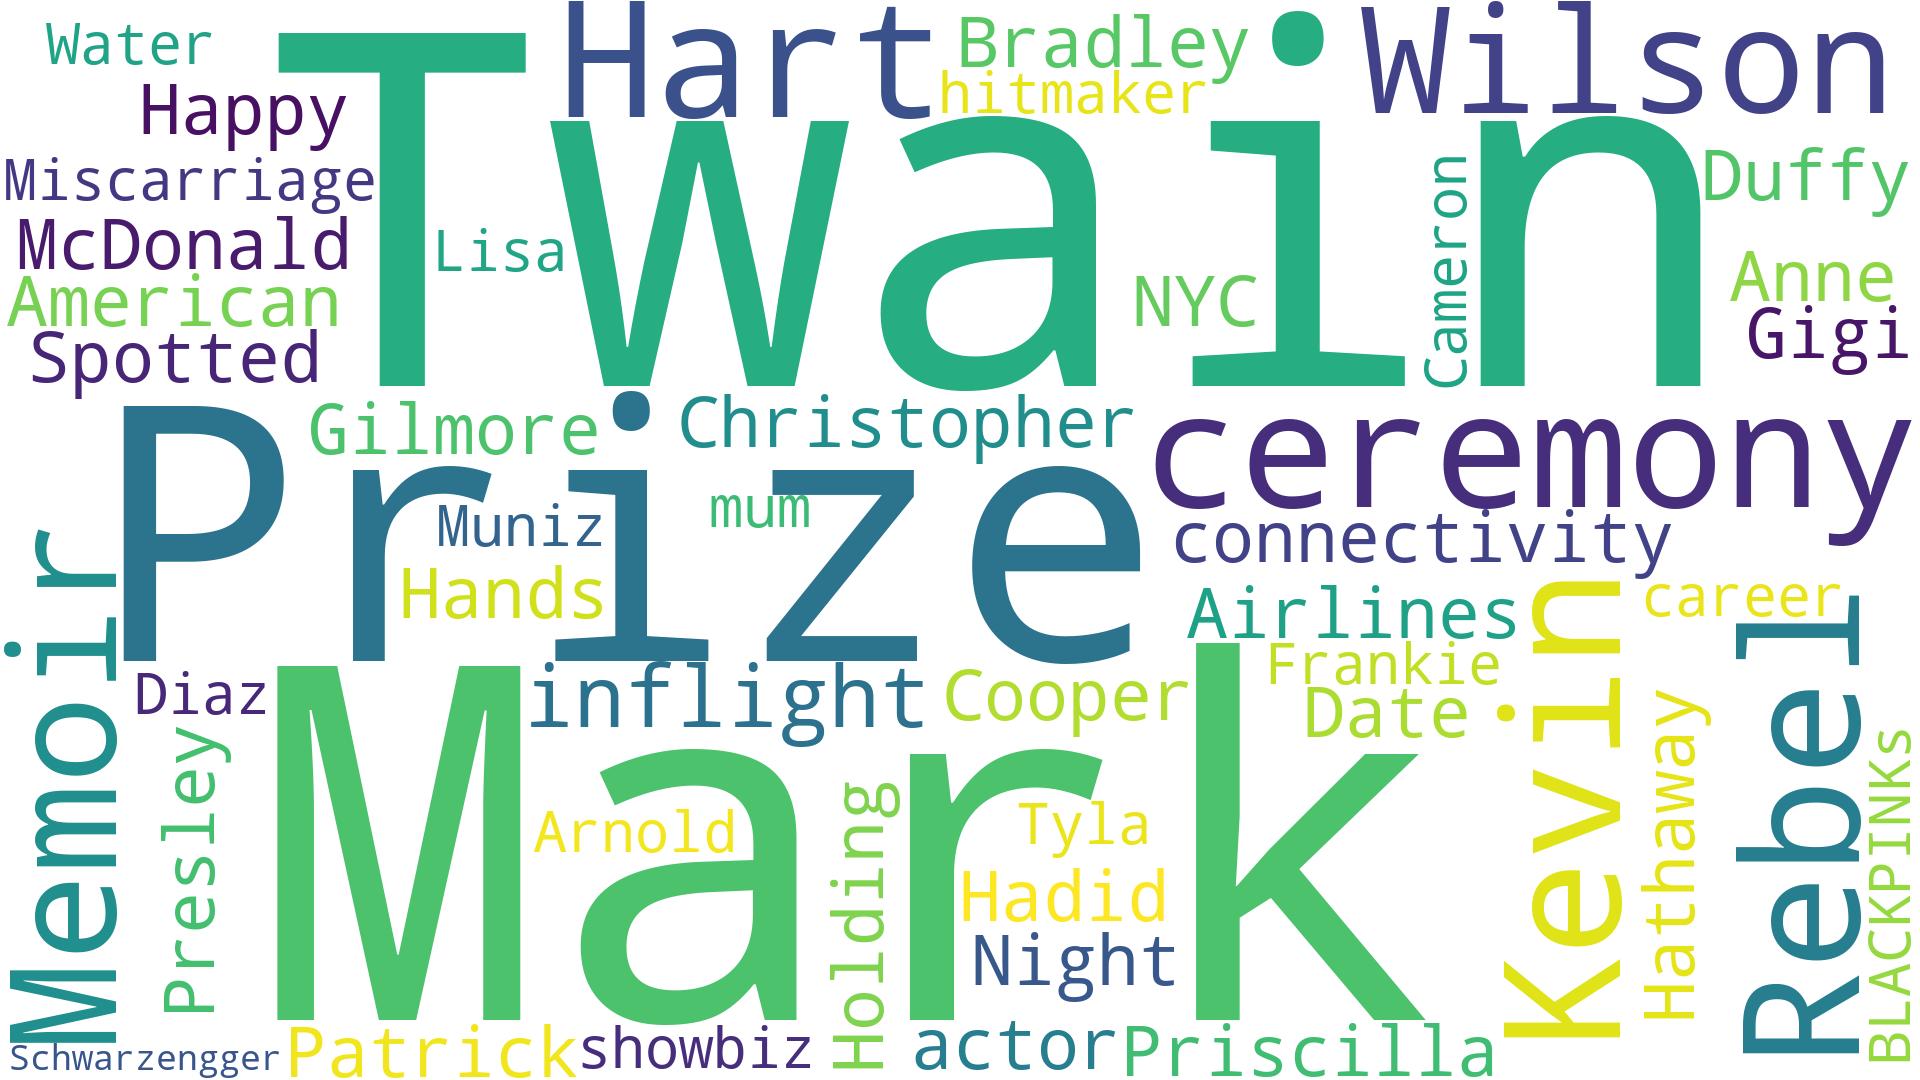 Water
Hart
Bradley
Wilson
Happy
hitmaker
Twain
Miscarriage
Duffy
McDonald
Lisa
Cameron
American
NYC
Anne
Spotted
Gigi
Gilmore
Christopher
ceremony
Prize
Muniz
mum
connectivity
Hands
Airlines
career
Memoir
Kevin
Rebel
Frankie
Diaz
inflight
Cooper
Date
Mark
Presley
Hathaway
BLACKPINKs
Arnold
Holding
Tyla
Hadid
Night
Schwarzengger
Patrick
showbiz
actor
Priscilla